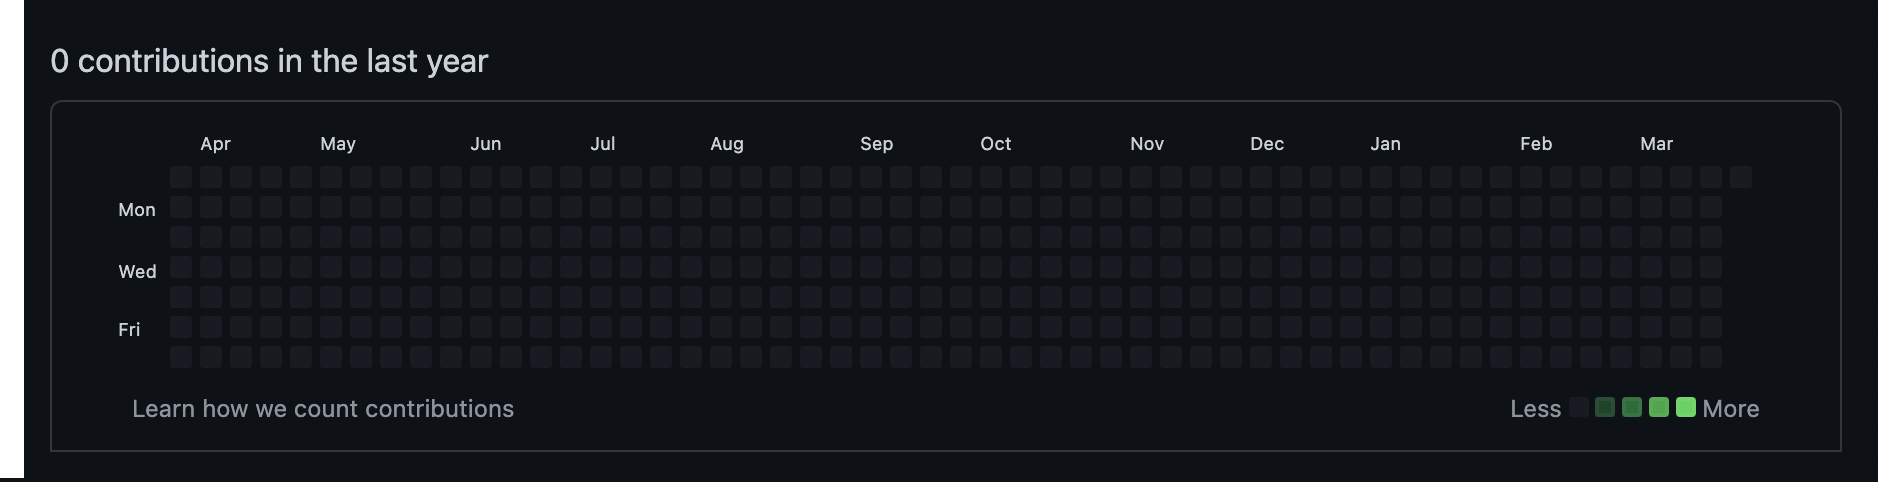 0 contributions in the last year
Apr May Jun Jul Aug Sep Oct Nov Dec Jan Feb Mar
Mon
Wed
Fri
Learn how we count contributions
Less More